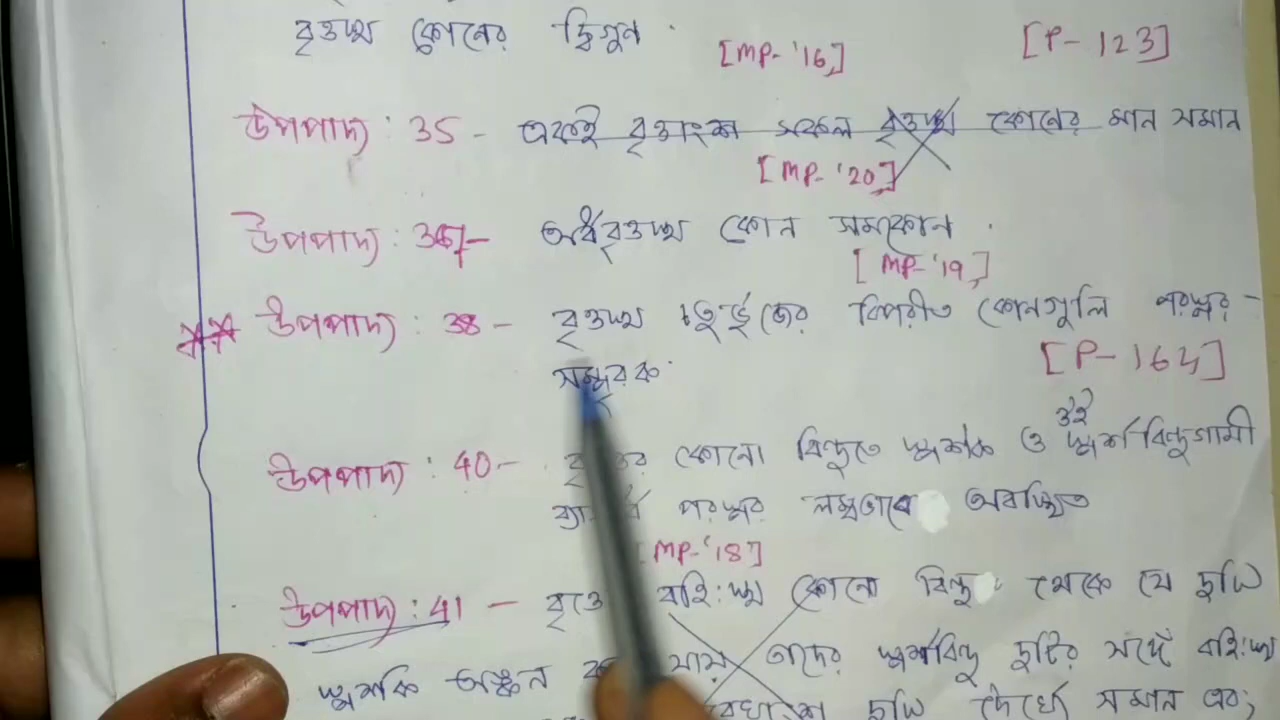 বৃত্তস্থ কোনের দ্বিগুন
[MP-'16] [P-123]
উপপাদ্য : 35 - একই বৃত্তাংশস্থ সকল বৃত্তস্থ কোনের মান সমান
[MP-'20]
উপপাদ্য : 37 - অর্ধবৃত্তস্থ কোন সমকোন .
[MP-'19]
** উপপাদ্য : 38 - বৃত্তস্থ চতুর্ভুজের বিপরীত কোনগুলি পরস্পর -
সম্পূরক [P-164]
ওই
উপপাদ্য : 40 - বৃত্তের কোনো বিন্দুতে স্পর্শক ও স্পর্শবিন্দুগামী
পরস্পর লম্বভাবে অবস্থিত
[MP-'18]
উপপাদ্য : 41 - বৃত্তের বহি:স্থ কোনো বিন্দু থেকে যে দুটি
স্পর্শক অঙ্কন যায় তাদের স্পর্শবিন্দু দুটির সঙ্গে বহি:স্থ
দুটি দৈর্ঘ্যে সমান এবং